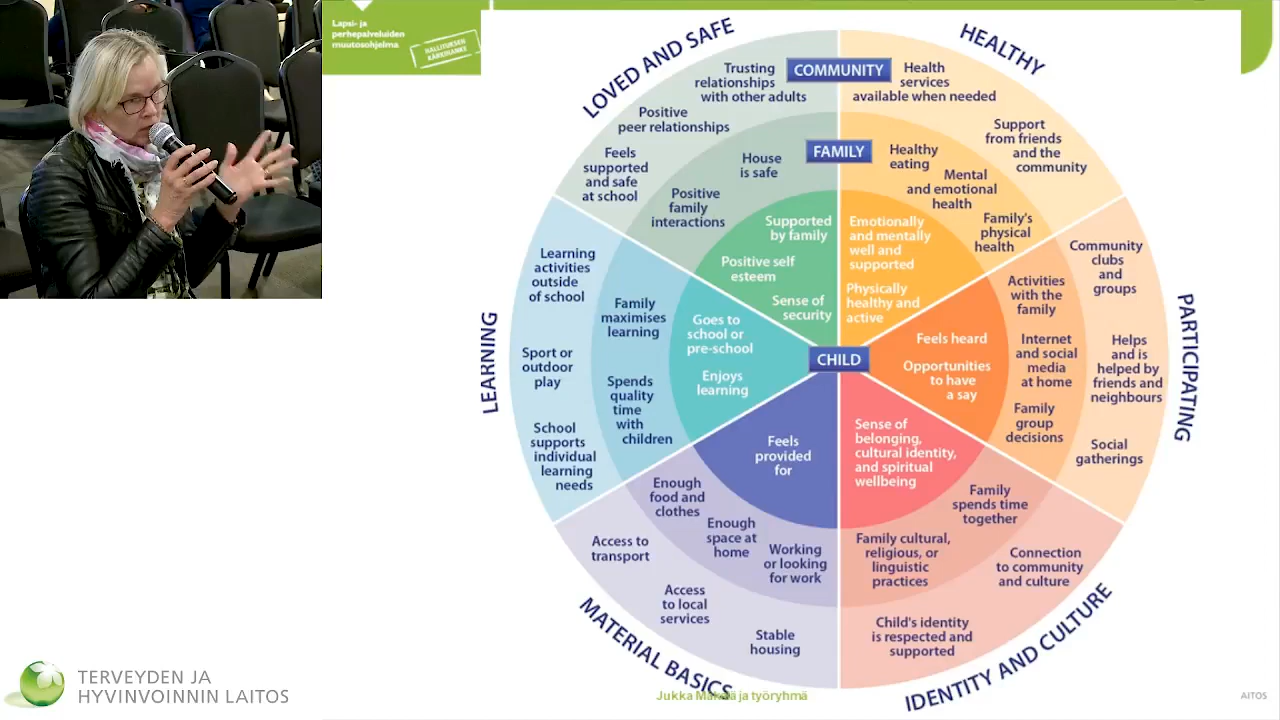 Lapsi- ja
perhepalveluiden
muutosohjelma
HALLITUKSEN
KÄRKIHANKE
LOVED AND SAFE
HEALTHY
PARTICIPATING
IDENTITY AND CULTURE
MATERIAL BASICS
LEARNING
COMMUNITY
FAMILY
CHILD
Trusting
relationships
with other adults
Positive
peer relationships
Feels
supported
and safe
at school
House
is safe
Positive
family
interactions
Supported
by family
Positive self
esteem
Sense of
security
Health
services
available when needed
Support
from friends
and the
community
Healthy
eating
Mental
and emotional
health
Family's
physical
health
Emotionally
and mentally
well and
supported
Physically
healthy and
active
Community
clubs
and
groups
Helps
and is
helped by
friends and
neighbours
Social
gatherings
Activities
with the
family
Internet
and social
media
at home
Family
group
decisions
Feels heard
Opportunities
to have
a say
Sense of
belonging,
cultural identity,
and spiritual
wellbeing
Family
spends time
together
Family cultural,
religious, or
linguistic
practices
Connection
to community
and culture
Child's identity
is respected and
supported
Feels
provided
for
Enough
food and
clothes
Enough
space at
home
Working
or looking
for work
Access to
transport
Access
to local
services
Stable
housing
Goes to
school or
pre-school
Enjoys
learning
Family
maximises
learning
Spends
quality
time
with
children
Learning
activities
outside
of school
Sport or
outdoor
play
School
supports
individual
learning
needs
Jukka Mäkelä ja työryhmä
TERVEYDEN JA
HYVINVOINNIN LAITOS
AITOS